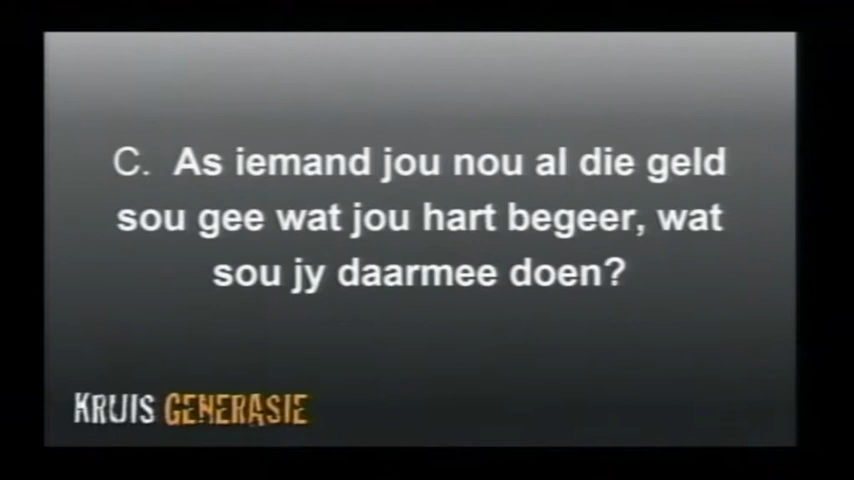 C. As iemand jou nou al die geld
sou gee wat jou hart begeer, wat
sou jy daarmee doen?
KRUIS GENERASIE